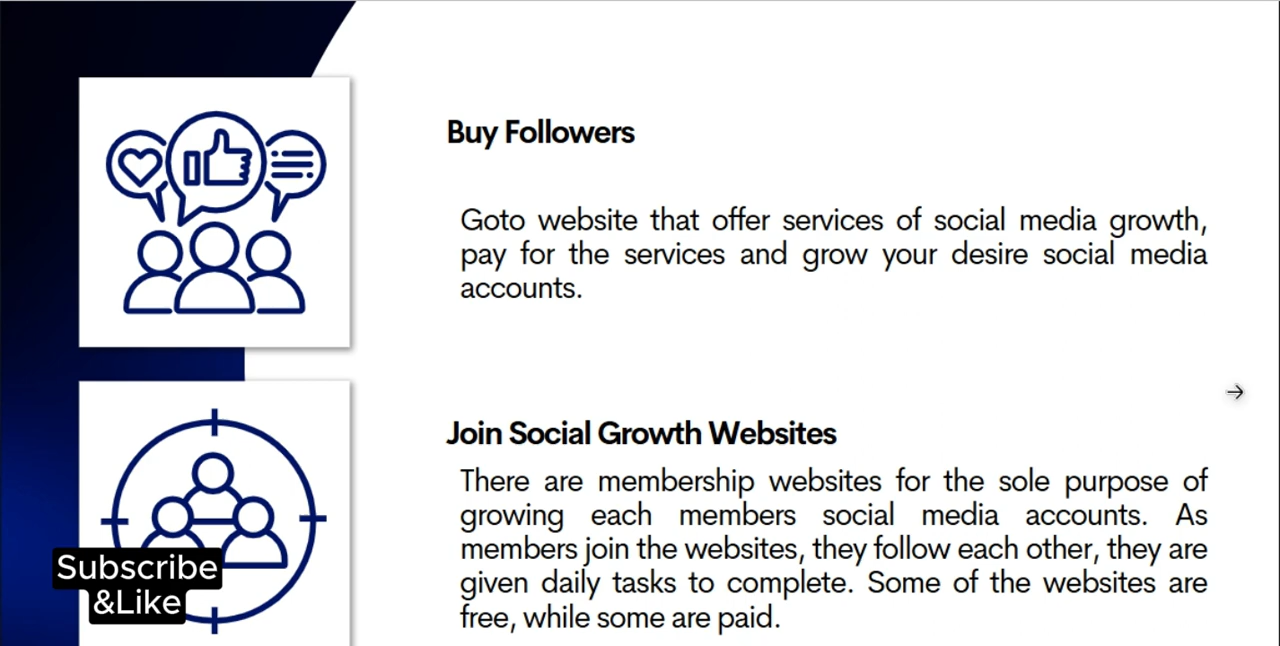 Buy Followers
Goto website that offer services of social media growth,
pay for the services and grow your desire social media
accounts.
Join Social Growth Websites
There are membership websites for the sole purpose of
growing each members social media accounts. As
members join the websites, they follow each other, they are
given daily tasks to complete. Some of the websites are
free, while some are paid.
Subscribe
&Like